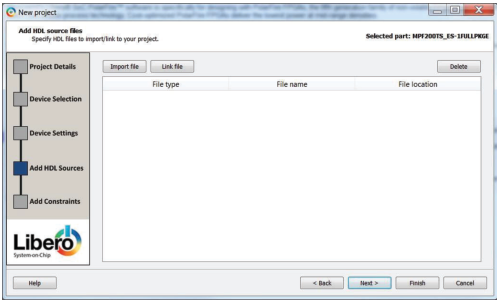 New project
Add HDL source files
Specify HDL files to import/link to your project.
Selected part: MPF200TS_ES-1FULLPKGE
Project Details
Device Selection
Device Settings
Add HDL Sources
Add Constraints
Import file
Link file
Delete
File type
File name
File location
Libero
System-on-Chip
Help
< Back
Next >
Finish
Cancel